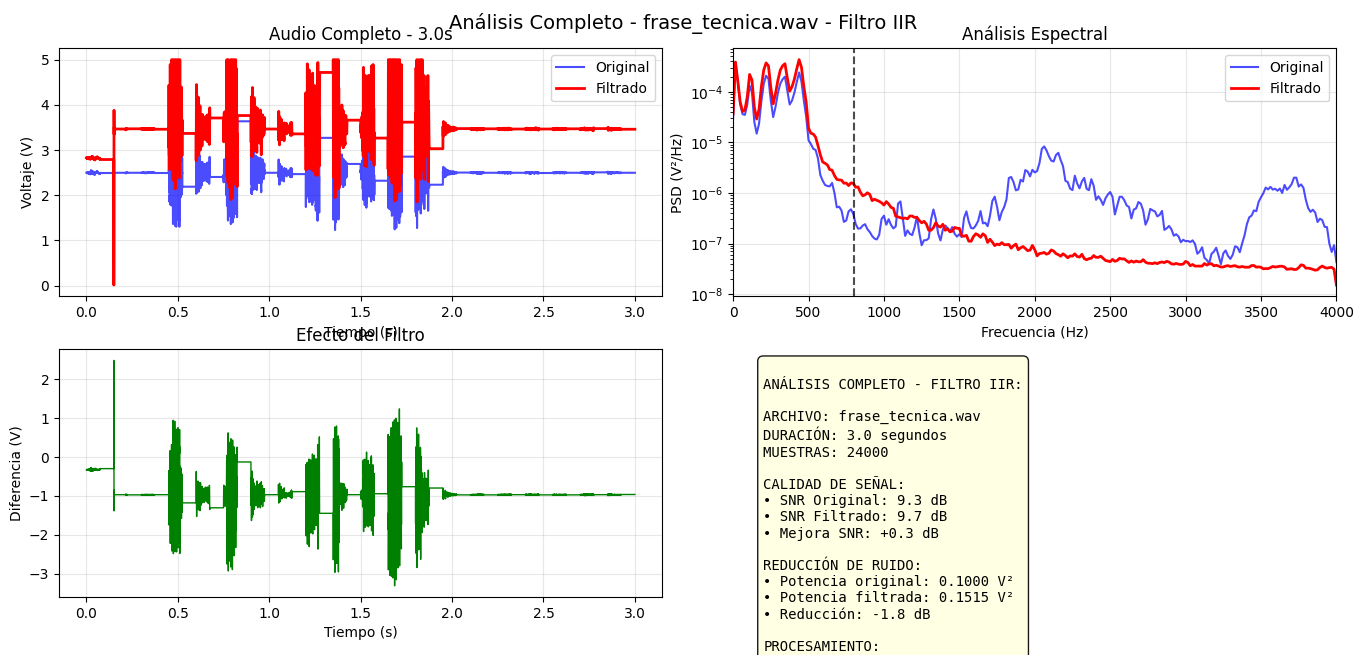 Análisis Completo - frase_tecnica.wav - Filtro IIR
Audio Completo - 3.0s
Original
Filtrado
Voltaje (V)
5
4
3
2
1
0
0.0 0.5 1.0 1.5 2.0 2.5 3.0
Tiempo (s)
Análisis Espectral
Original
Filtrado
PSD (V²/Hz)
10⁻⁴
10⁻⁵
10⁻⁶
10⁻⁷
10⁻⁸
0 500 1000 1500 2000 2500 3000 3500 4000
Frecuencia (Hz)
Efecto del Filtro
Diferencia (V)
2
1
0
−1
−2
−3
0.0 0.5 1.0 1.5 2.0 2.5 3.0
Tiempo (s)
ANÁLISIS COMPLETO - FILTRO IIR:
ARCHIVO: frase_tecnica.wav
DURACIÓN: 3.0 segundos
MUESTRAS: 24000
CALIDAD DE SEÑAL:
• SNR Original: 9.3 dB
• SNR Filtrado: 9.7 dB
• Mejora SNR: +0.3 dB
REDUCCIÓN DE RUIDO:
• Potencia original: 0.1000 V²
• Potencia filtrada: 0.1515 V²
• Reducción: -1.8 dB
PROCESAMIENTO: